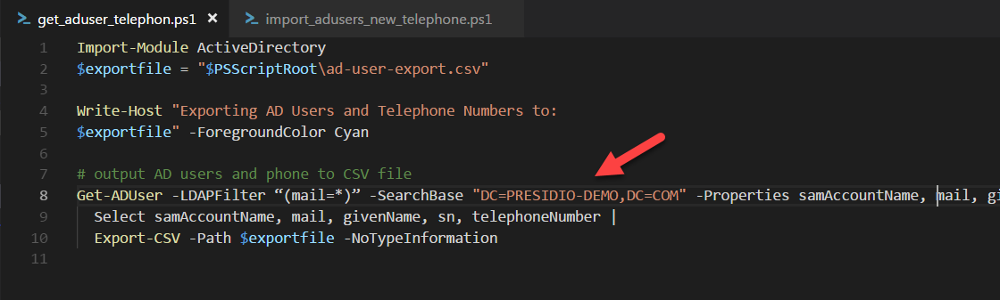 get_aduser_telephon.ps1 × import_adusers_new_telephone.ps1
1 Import-Module ActiveDirectory
2 $exportfile = "$PSScriptRoot\ad-user-export.csv"
3
4 Write-Host "Exporting AD Users and Telephone Numbers to:
5 $exportfile" -ForegroundColor Cyan
6
7 # output AD users and phone to CSV file
8 Get-ADUser -LDAPFilter “(mail=*)” -SearchBase "DC=PRESIDIO-DEMO,DC=COM" -Properties samAccountName, mail, gi
9 Select samAccountName, mail, givenName, sn, telephoneNumber |
10 Export-CSV -Path $exportfile -NoTypeInformation
11